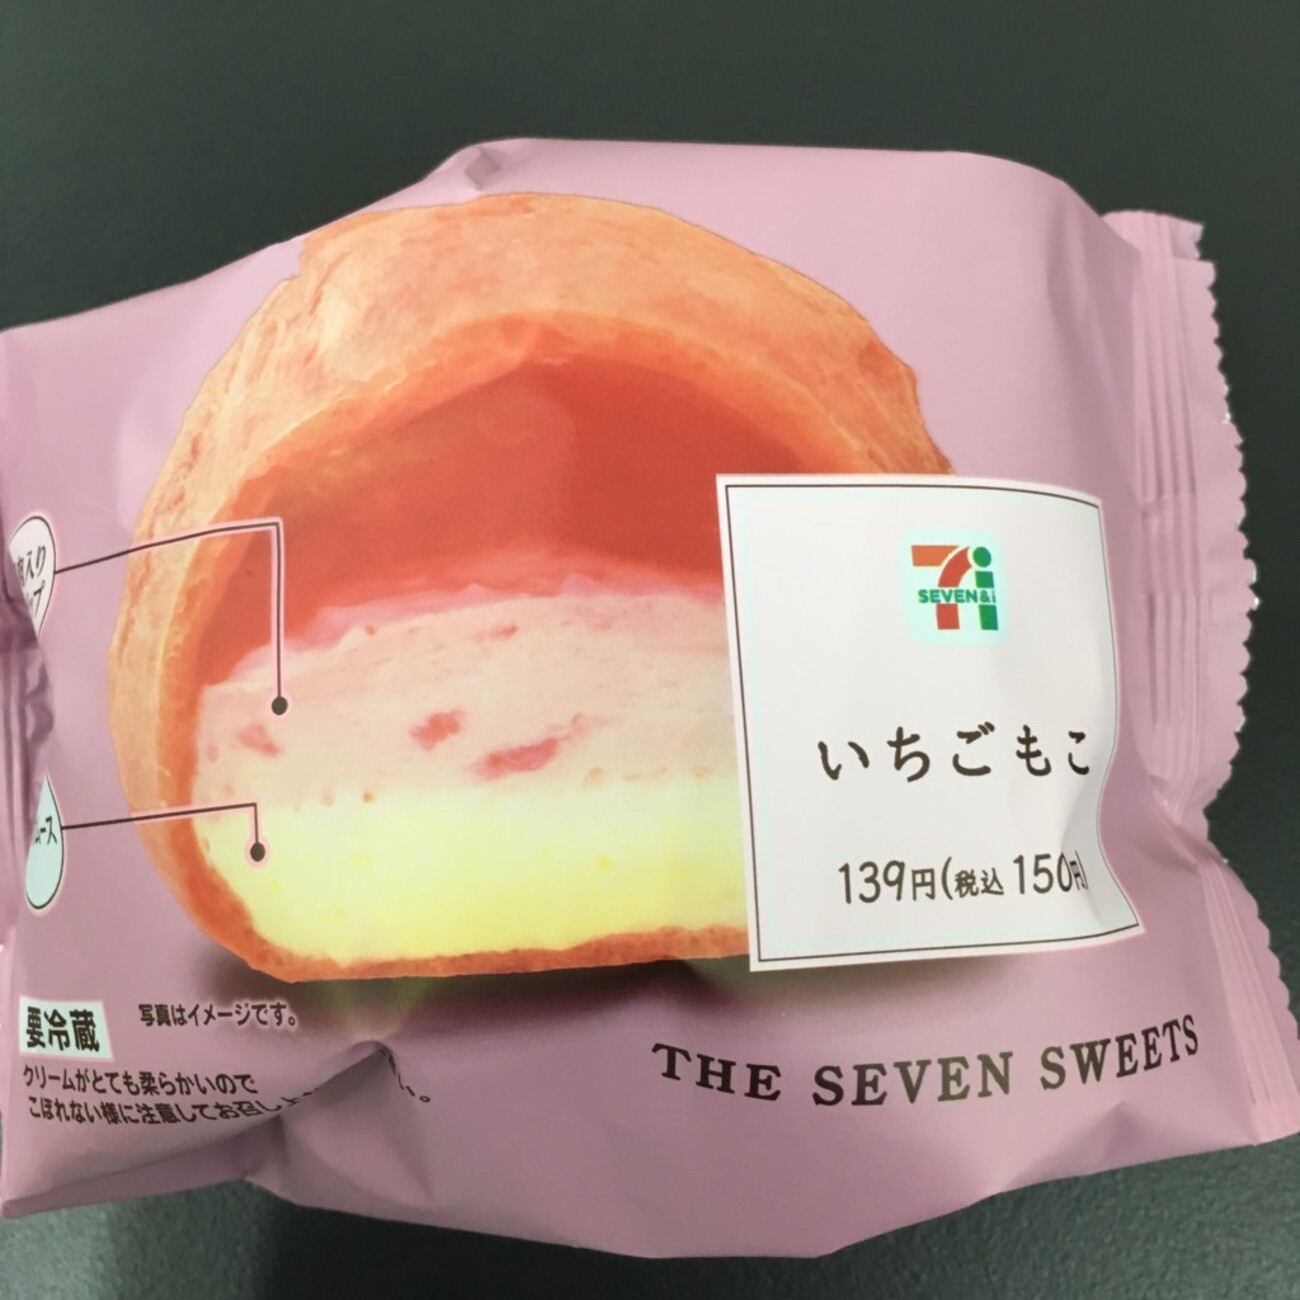 SEVEN&i
いちごもこ
139円(税込 150円)
入り
要冷蔵
写真はイメージです。
クリームがとても柔らかいので
こぼれない様に注意してお召し
THE SEVEN SWEETS